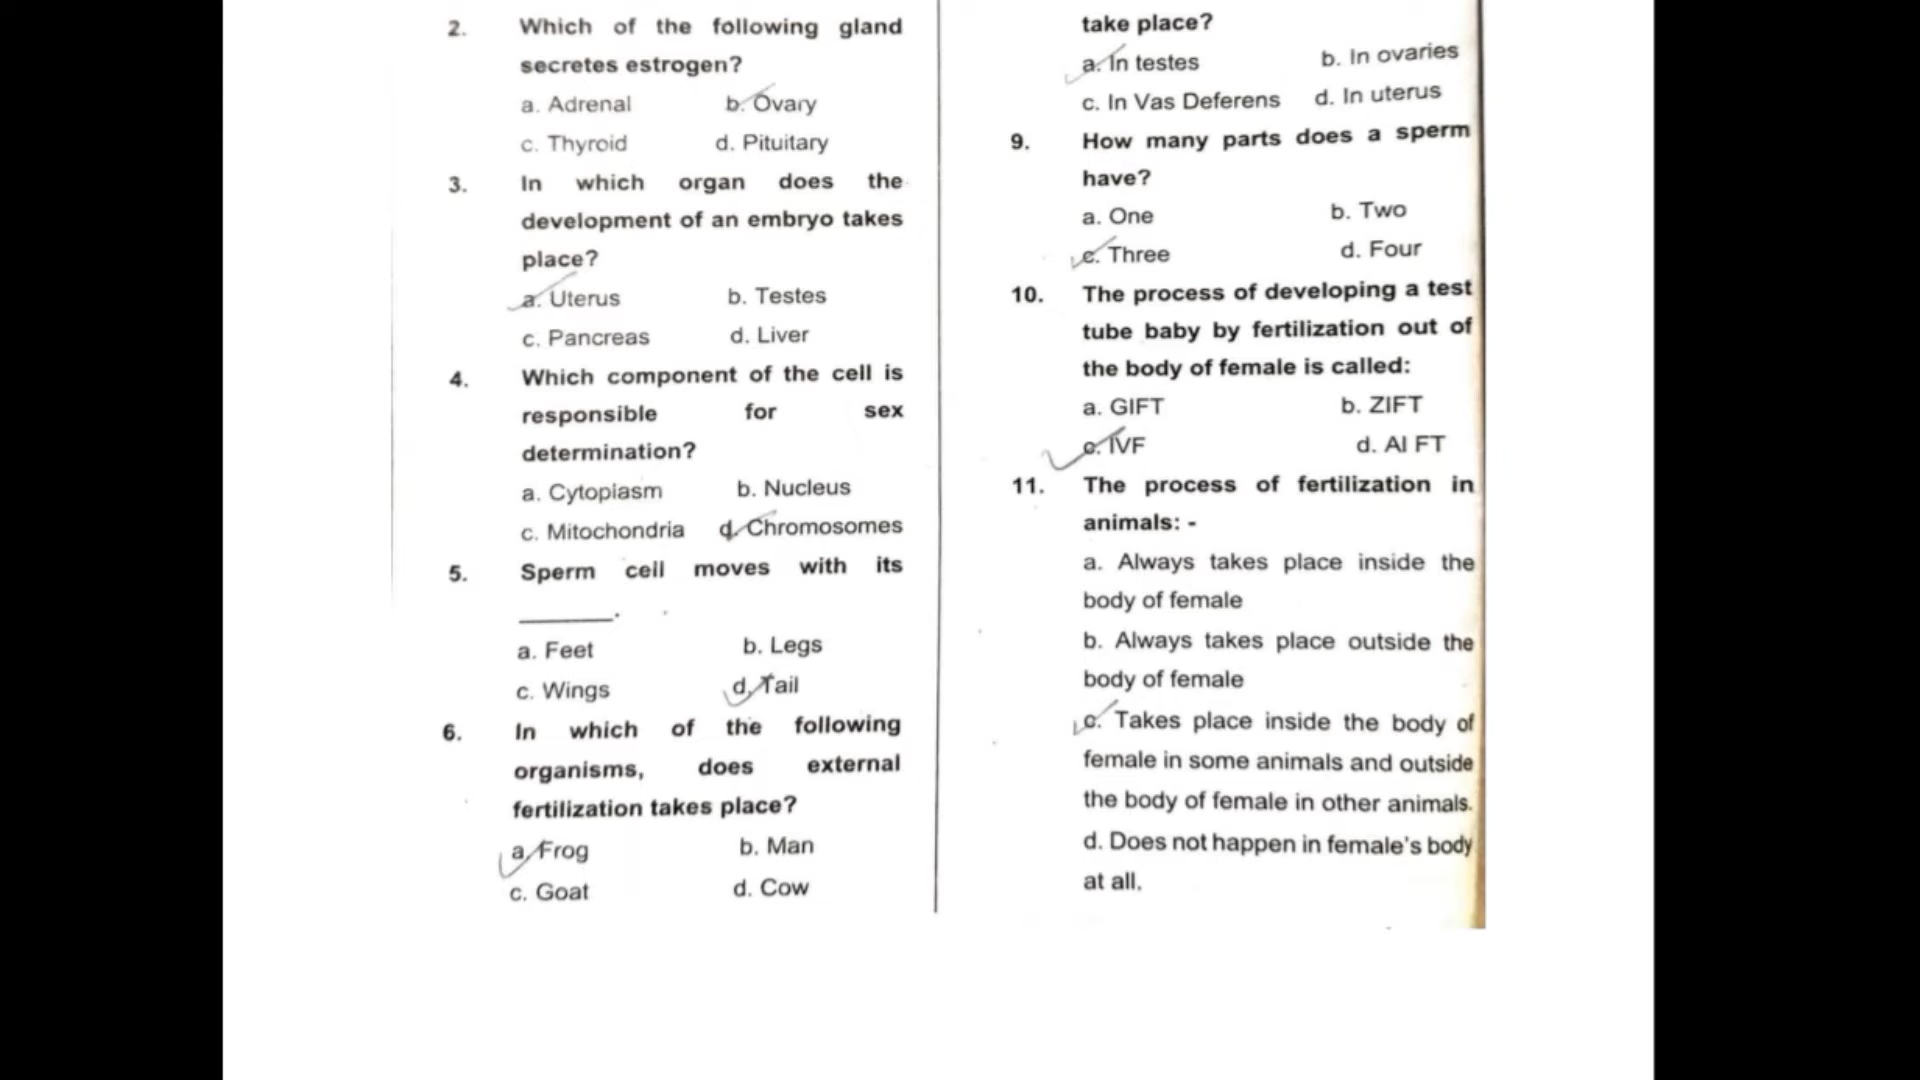 2. Which of the following gland
secretes estrogen?
a. Adrenal b. Ovary
c. Thyroid d. Pituitary
3. In which organ does the
development of an embryo takes
place?
a. Uterus b. Testes
c. Pancreas d. Liver
4. Which component of the cell is
responsible for sex
determination?
a. Cytoplasm b. Nucleus
c. Mitochondria d. Chromosomes
5. Sperm cell moves with its
_______.
a. Feet b. Legs
c. Wings d. Tail
6. In which of the following
organisms, does external
fertilization takes place?
a. Frog b. Man
c. Goat d. Cow
take place?
a. In testes b. In ovaries
c. In Vas Deferens d. In uterus
9. How many parts does a sperm
have?
a. One b. Two
c. Three d. Four
10. The process of developing a test
tube baby by fertilization out of
the body of female is called:
a. GIFT b. ZIFT
c. IVF d. AI FT
11. The process of fertilization in
animals: -
a. Always takes place inside the
body of female
b. Always takes place outside the
body of female
c. Takes place inside the body of
female in some animals and outside
the body of female in other animals.
d. Does not happen in female's body
at all.